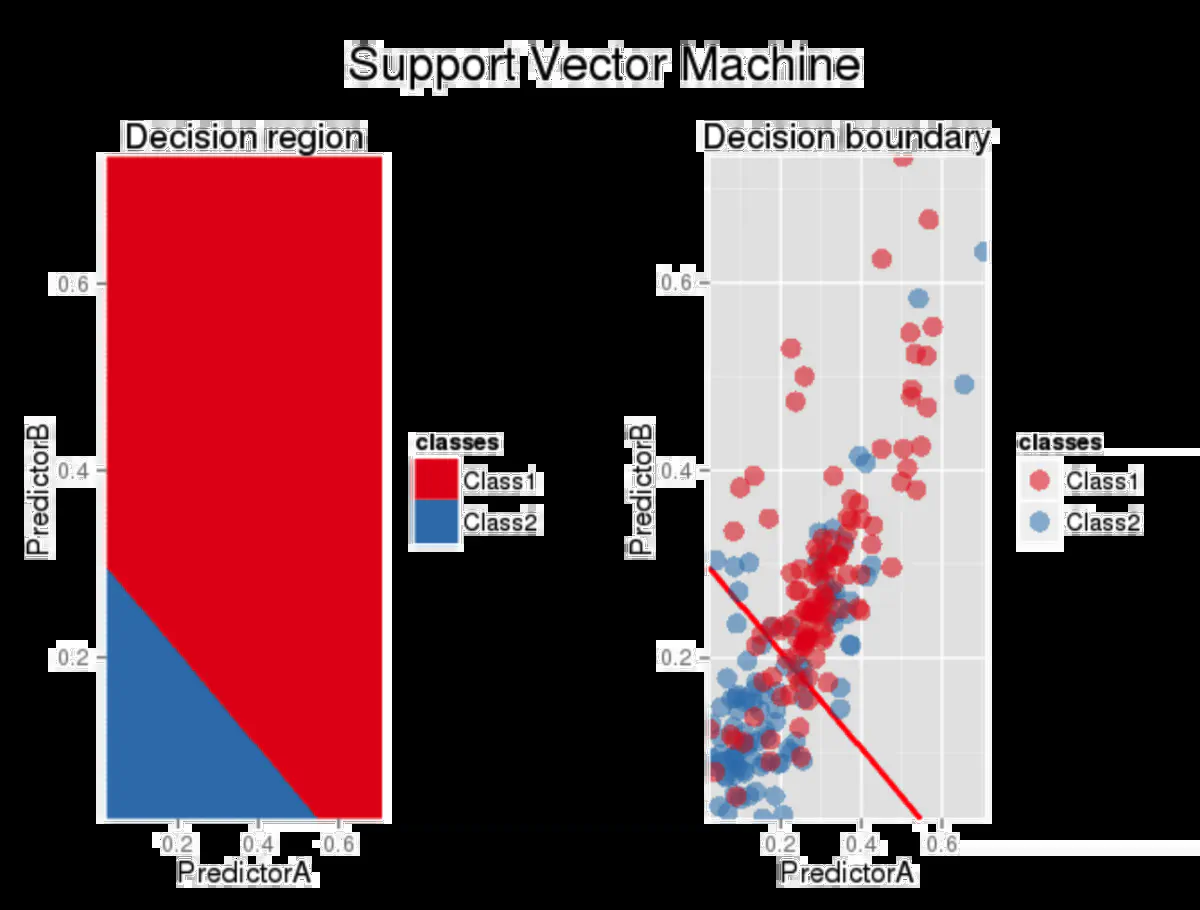 Support Vector Machine
Decision region
0.6
0.4
0.2
PredictorB
0.2 0.4 0.6
PredictorA
classes
Class1
Class2
Decision boundary
0.6
0.4
0.2
PredictorB
0.2 0.4 0.6
PredictorA
classes
Class1
Class2